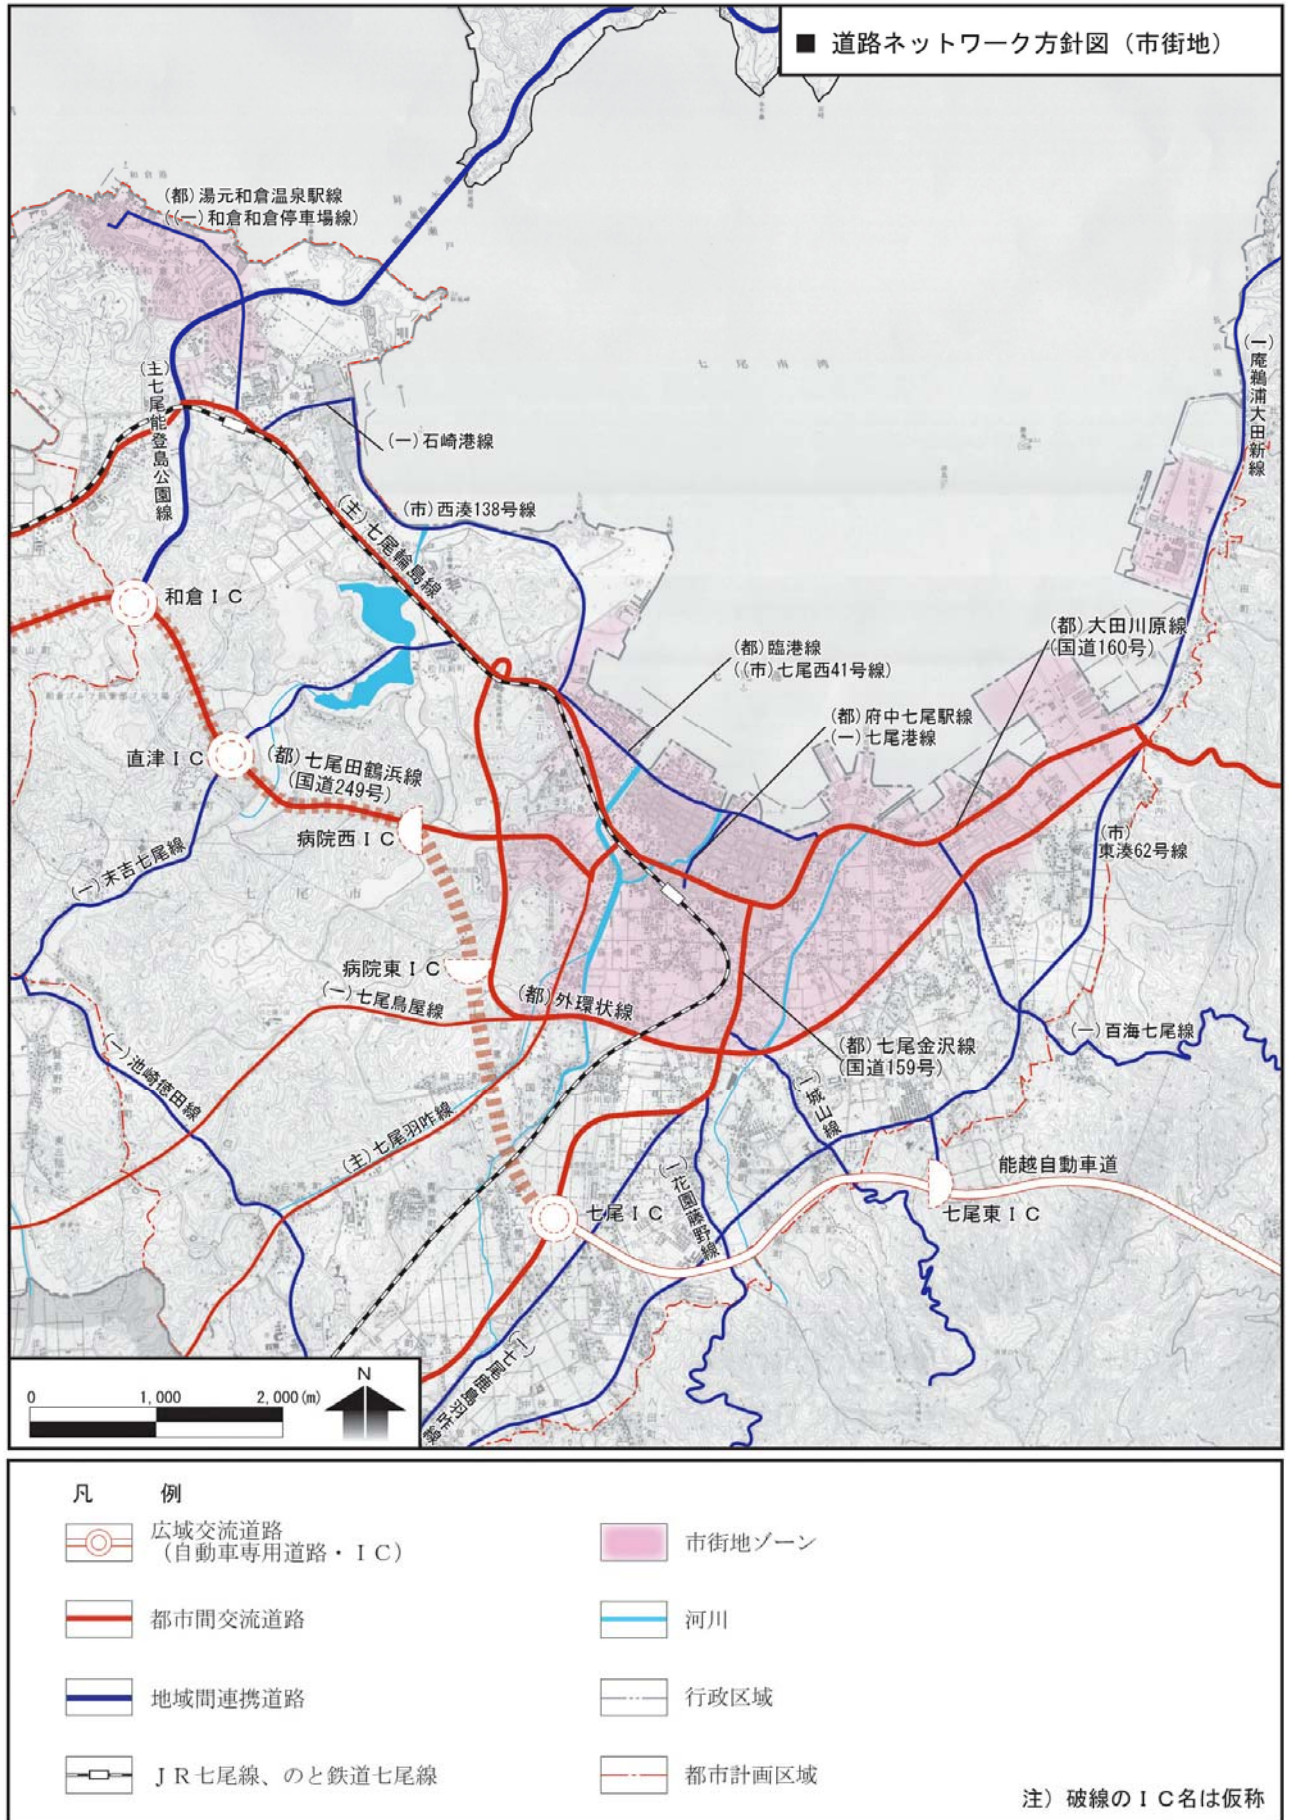 ■ 道路ネットワーク方針図（市街地）
(都)湯元和倉温泉駅線
((一)和倉和倉停車場線)
(主)七尾能登島公園線
(一)石崎港線
(市)西湊138号線
(主)七尾輪島線
七尾南湾
(一)庵鵜浦大田新線
和倉ＩＣ
(都)臨港線
((市)七尾西41号線)
(都)大田川原線
(国道160号)
(都)府中七尾駅線
(一)七尾港線
直津ＩＣ
(都)七尾田鶴浜線
(国道249号)
病院西ＩＣ
(市)
東湊62号線
(一)末吉七尾線
七尾市
病院東ＩＣ
(一)七尾鳥屋線
(都)外環状線
(一)百海七尾線
(都)七尾金沢線
(国道159号)
(一)池崎徳田線
(一)城山線
(主)七尾羽咋線
(一)花園藤野線
能越自動車道
七尾ＩＣ
七尾東ＩＣ
(一)七尾鹿島羽咋線
N
0 1,000 2,000(m)
凡 例
広域交流道路
（自動車専用道路・ＩＣ）
市街地ゾーン
都市間交流道路
河川
地域間連携道路
行政区域
ＪＲ七尾線、のと鉄道七尾線
都市計画区域
注）破線のＩＣ名は仮称